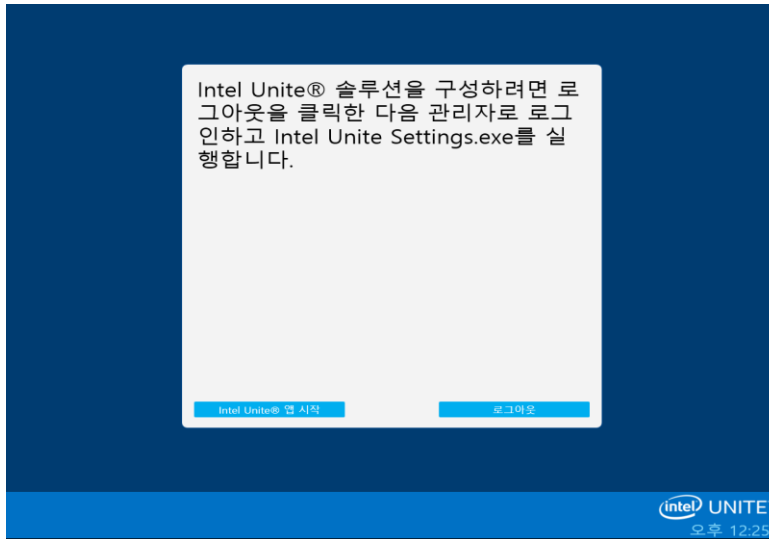 Intel Unite® 솔루션을 구성하려면 로
그아웃을 클릭한 다음 관리자로 로그
인하고 Intel Unite Settings.exe를 실
행합니다.
Intel Unite® 앱 시작
로그아웃
intel UNITE
오후 12:25